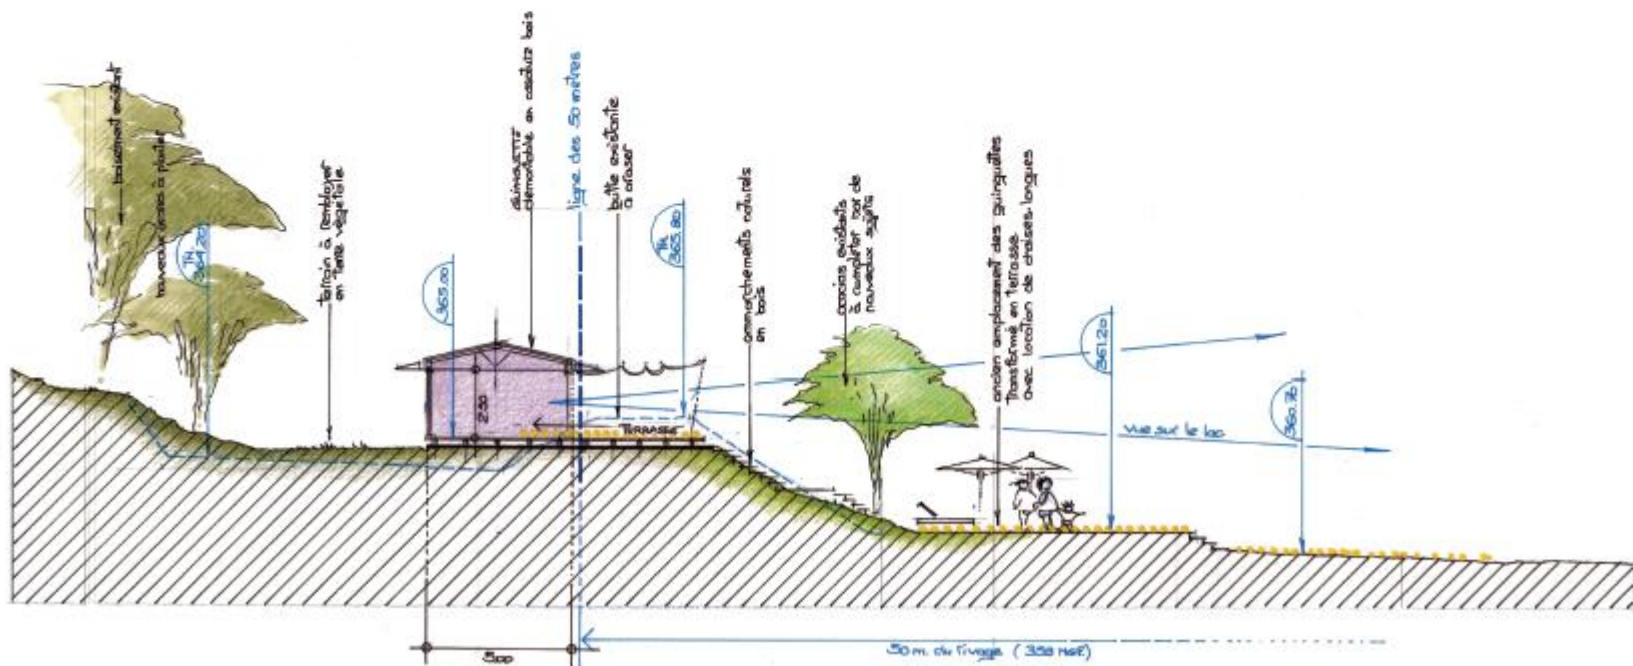 boisement existant
nouveaux acacias à planter
TN
364.20
terrain à remblayer
en terre végétale
365.00
GUINGUETTE
démontable en ossature bois
ligne des 50 mètres
butte existante
à araser
TN
365.80
emmarchements naturels
en bois
acacias existants
à compléter par de
nouveaux sujets
ancien emplacement des guinguettes
transformé en terrasse
avec location de chaises-longues
361.20
360.70
2.50
TERRASSE
vue sur le lac
5.00
50 m. du rivage ( 358 NGF)